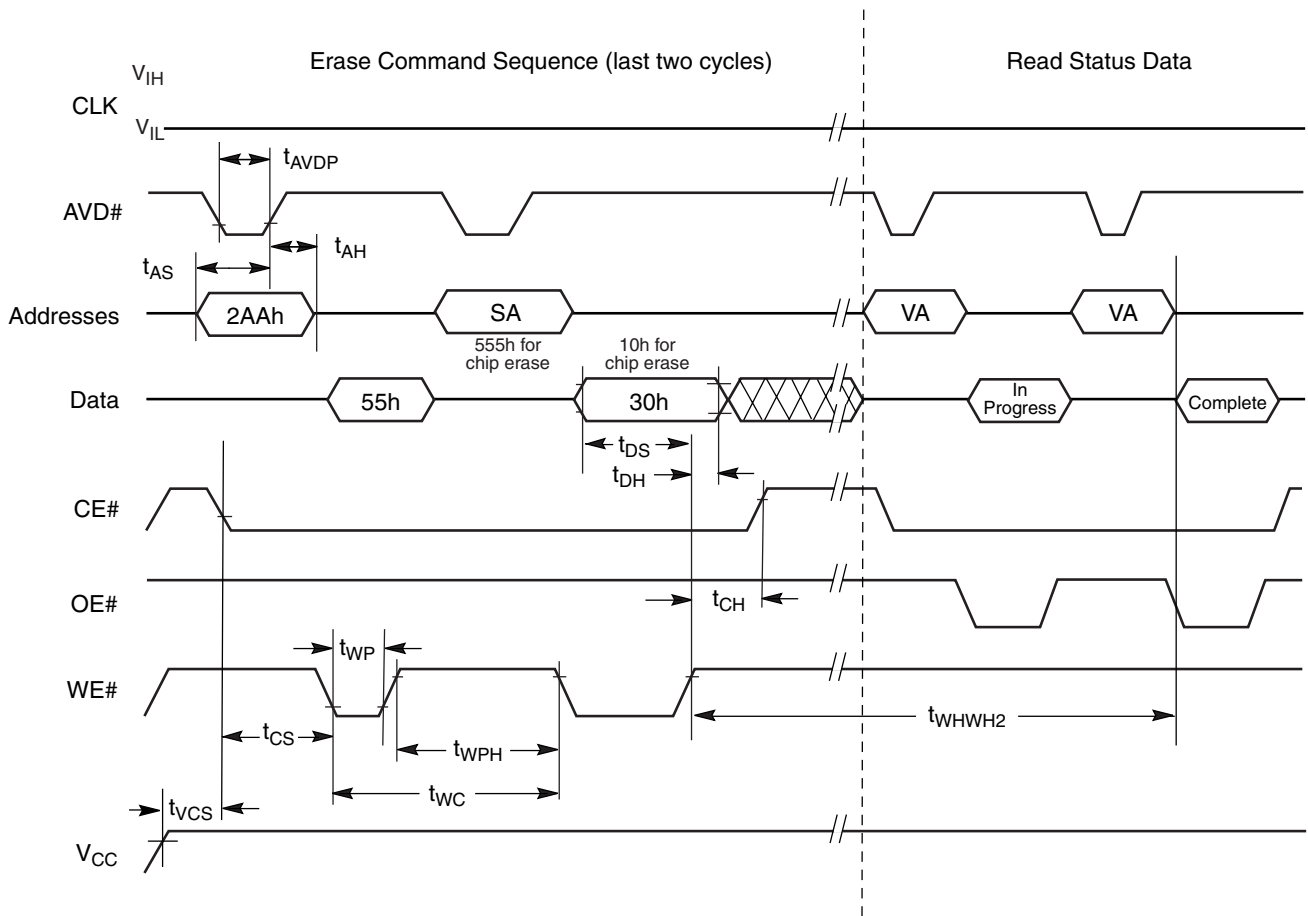 Erase Command Sequence (last two cycles)
Read Status Data
VIH
CLK
VIL
tAVDP
AVD#
tAH
tAS
Addresses
2AAh
SA
VA
VA
555h for
chip erase
10h for
chip erase
Data
55h
30h
In
Progress
Complete
tDS
tDH
CE#
OE#
tCH
tWP
WE#
tWHWH2
tCS
tWPH
tWC
tVCS
VCC